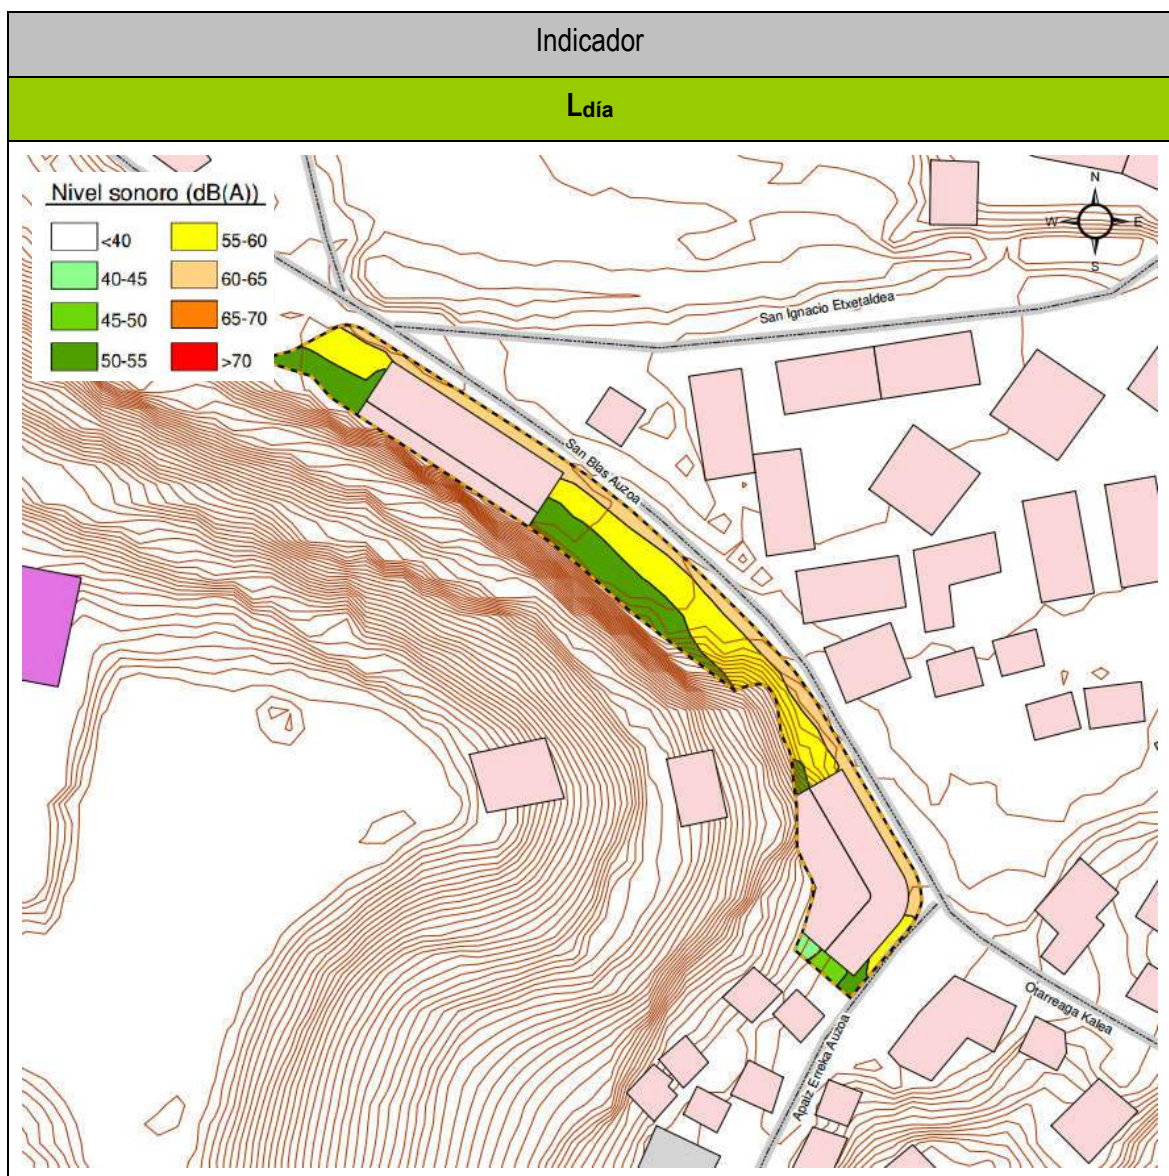 Indicador
Ldía
Nivel sonoro (dB(A))
<40
55-60
40-45
60-65
45-50
65-70
50-55
>70
N
W
E
S
San Ignacio Etxetaldea
San Blas Auzoa
Otarreaga Kalea
Apaiz Erreka Auzoa